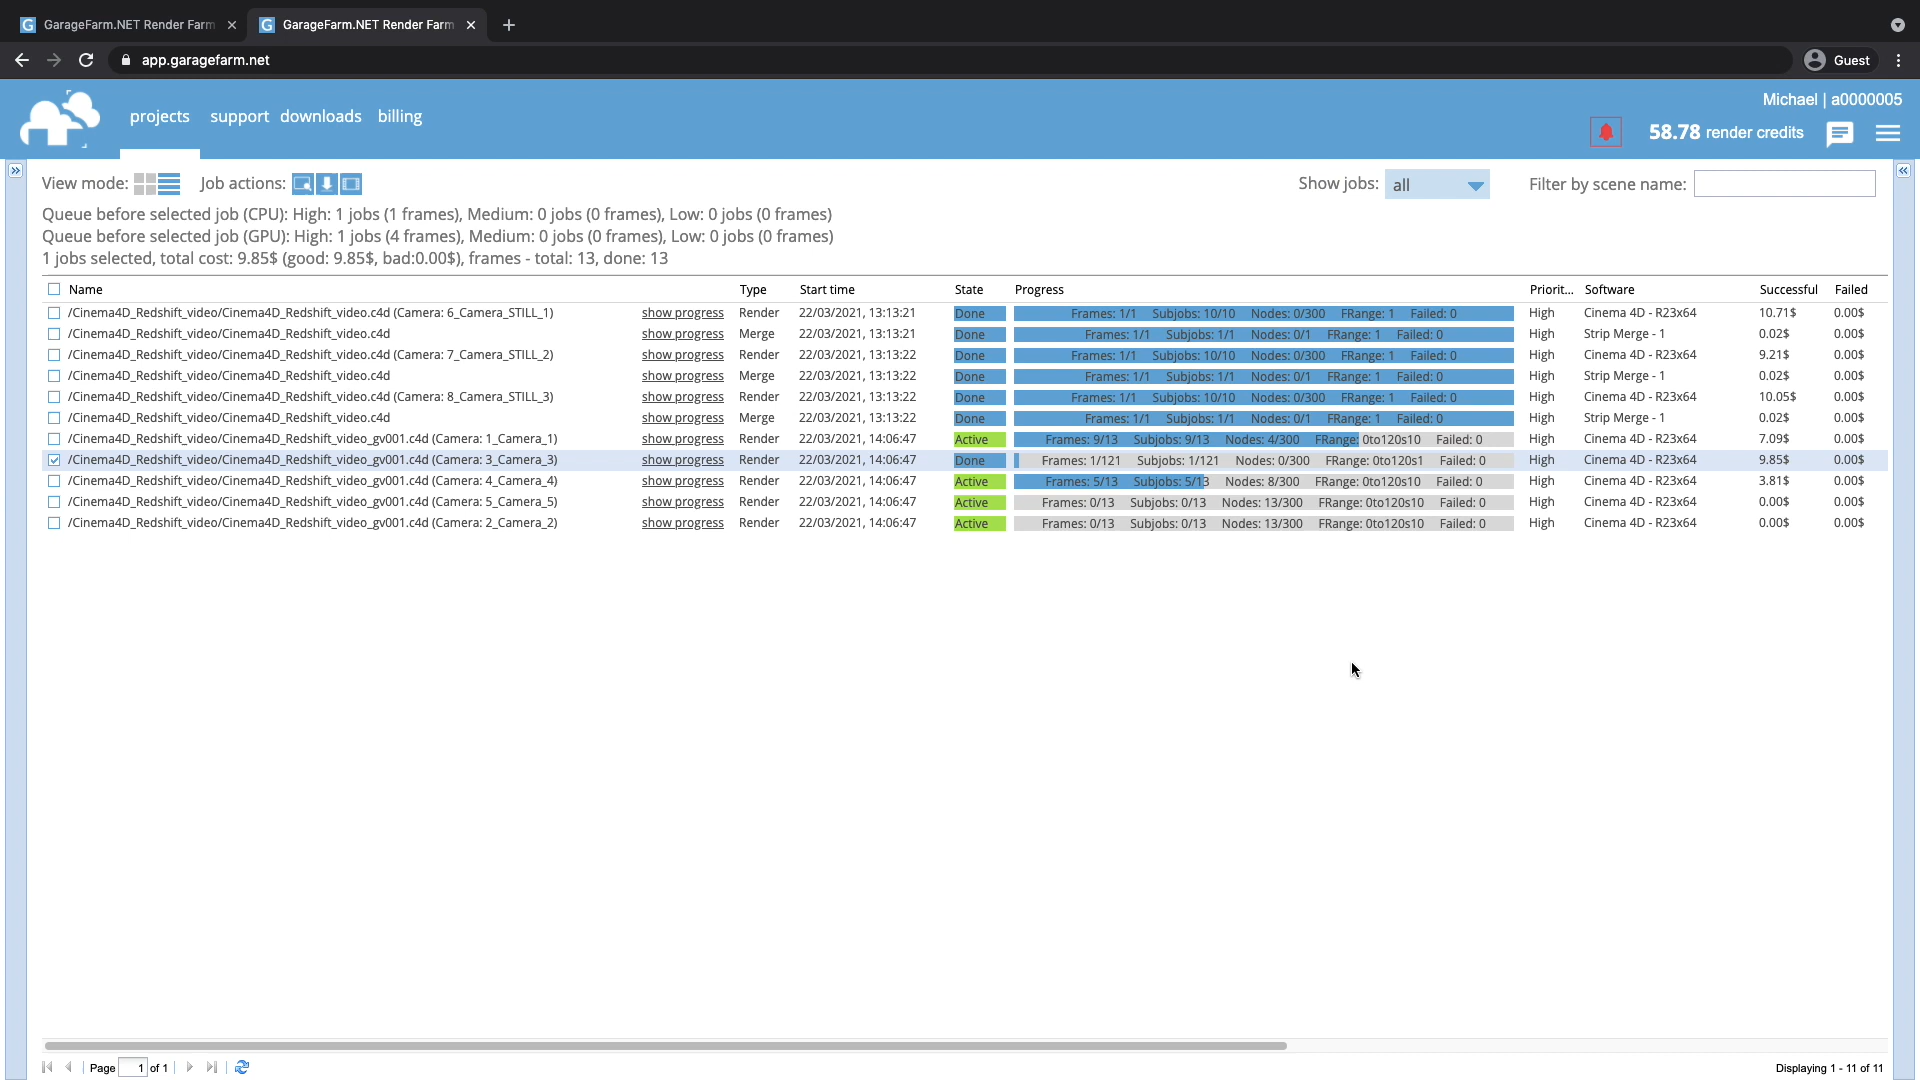 GarageFarm.NET Render Farm
GarageFarm.NET Render Farm
app.garagefarm.net
Guest
projects support downloads billing
Michael | a0000005
58.78 render credits
View mode: Job actions: Show jobs: all Filter by scene name:
Queue before selected job (CPU): High: 1 jobs (1 frames), Medium: 0 jobs (0 frames), Low: 0 jobs (0 frames)
Queue before selected job (GPU): High: 1 jobs (4 frames), Medium: 0 jobs (0 frames), Low: 0 jobs (0 frames)
1 jobs selected, total cost: 9.85$ (good: 9.85$, bad:0.00$), frames - total: 13, done: 13
Name Type Start time State Progress Priorit... Software Successful Failed
/Cinema4D_Redshift_video/Cinema4D_Redshift_video.c4d (Camera: 6_Camera_STILL_1) show progress Render 22/03/2021, 13:13:21 Done Frames: 1/1 Subjobs: 10/10 Nodes: 0/300 FRange: 1 Failed: 0 High Cinema 4D - R23x64 10.71$ 0.00$
/Cinema4D_Redshift_video/Cinema4D_Redshift_video.c4d show progress Merge 22/03/2021, 13:13:21 Done Frames: 1/1 Subjobs: 1/1 Nodes: 0/1 FRange: 1 Failed: 0 High Strip Merge - 1 0.02$ 0.00$
/Cinema4D_Redshift_video/Cinema4D_Redshift_video.c4d (Camera: 7_Camera_STILL_2) show progress Render 22/03/2021, 13:13:22 Done Frames: 1/1 Subjobs: 10/10 Nodes: 0/300 FRange: 1 Failed: 0 High Cinema 4D - R23x64 9.21$ 0.00$
/Cinema4D_Redshift_video/Cinema4D_Redshift_video.c4d show progress Merge 22/03/2021, 13:13:22 Done Frames: 1/1 Subjobs: 1/1 Nodes: 0/1 FRange: 1 Failed: 0 High Strip Merge - 1 0.02$ 0.00$
/Cinema4D_Redshift_video/Cinema4D_Redshift_video.c4d (Camera: 8_Camera_STILL_3) show progress Render 22/03/2021, 13:13:22 Done Frames: 1/1 Subjobs: 10/10 Nodes: 0/300 FRange: 1 Failed: 0 High Cinema 4D - R23x64 10.05$ 0.00$
/Cinema4D_Redshift_video/Cinema4D_Redshift_video.c4d show progress Merge 22/03/2021, 13:13:22 Done Frames: 1/1 Subjobs: 1/1 Nodes: 0/1 FRange: 1 Failed: 0 High Strip Merge - 1 0.02$ 0.00$
/Cinema4D_Redshift_video/Cinema4D_Redshift_video_gv001.c4d (Camera: 1_Camera_1) show progress Render 22/03/2021, 14:06:47 Active Frames: 9/13 Subjobs: 9/13 Nodes: 4/300 FRange: 0to120s10 Failed: 0 High Cinema 4D - R23x64 7.09$ 0.00$
/Cinema4D_Redshift_video/Cinema4D_Redshift_video_gv001.c4d (Camera: 3_Camera_3) show progress Render 22/03/2021, 14:06:47 Done Frames: 1/121 Subjobs: 1/121 Nodes: 0/300 FRange: 0to120s1 Failed: 0 High Cinema 4D - R23x64 9.85$ 0.00$
/Cinema4D_Redshift_video/Cinema4D_Redshift_video_gv001.c4d (Camera: 4_Camera_4) show progress Render 22/03/2021, 14:06:47 Active Frames: 5/13 Subjobs: 5/13 Nodes: 8/300 FRange: 0to120s10 Failed: 0 High Cinema 4D - R23x64 3.81$ 0.00$
/Cinema4D_Redshift_video/Cinema4D_Redshift_video_gv001.c4d (Camera: 5_Camera_5) show progress Render 22/03/2021, 14:06:47 Active Frames: 0/13 Subjobs: 0/13 Nodes: 13/300 FRange: 0to120s10 Failed: 0 High Cinema 4D - R23x64 0.00$ 0.00$
/Cinema4D_Redshift_video/Cinema4D_Redshift_video_gv001.c4d (Camera: 2_Camera_2) show progress Render 22/03/2021, 14:06:47 Active Frames: 0/13 Subjobs: 0/13 Nodes: 13/300 FRange: 0to120s10 Failed: 0 High Cinema 4D - R23x64 0.00$ 0.00$
Page 1 of 1
Displaying 1 - 11 of 11